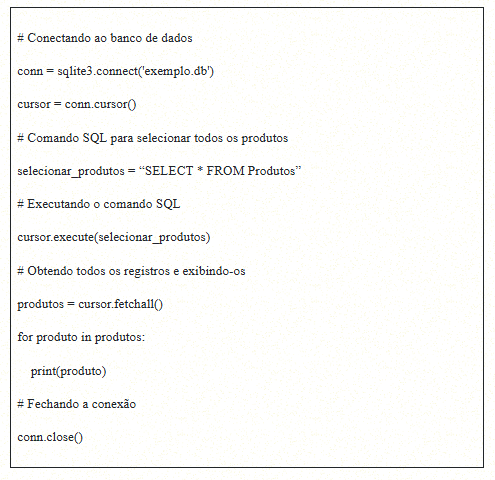 # Conectando ao banco de dados
conn = sqlite3.connect('exemplo.db')
cursor = conn.cursor()
# Comando SQL para selecionar todos os produtos
selecionar_produtos = “SELECT * FROM Produtos”
# Executando o comando SQL
cursor.execute(selecionar_produtos)
# Obtendo todos os registros e exibindo-os
produtos = cursor.fetchall()
for produto in produtos:
    print(produto)
# Fechando a conexão
conn.close()